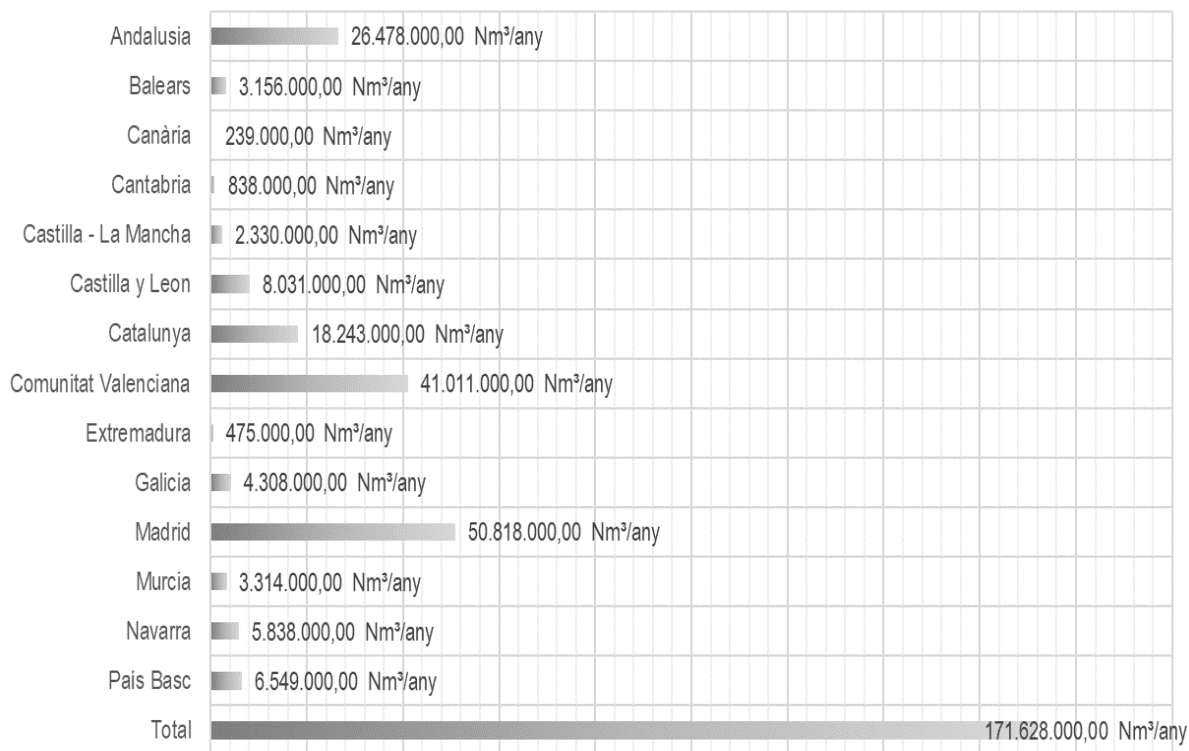 Andalusia 26.478.000,00 Nm³/any
Balears 3.156.000,00 Nm³/any
Canària 239.000,00 Nm³/any
Cantabria 838.000,00 Nm³/any
Castilla - La Mancha 2.330.000,00 Nm³/any
Castilla y Leon 8.031.000,00 Nm³/any
Catalunya 18.243.000,00 Nm³/any
Comunitat Valenciana 41.011.000,00 Nm³/any
Extremadura 475.000,00 Nm³/any
Galicia 4.308.000,00 Nm³/any
Madrid 50.818.000,00 Nm³/any
Murcia 3.314.000,00 Nm³/any
Navarra 5.838.000,00 Nm³/any
Pais Basc 6.549.000,00 Nm³/any
Total 171.628.000,00 Nm³/any